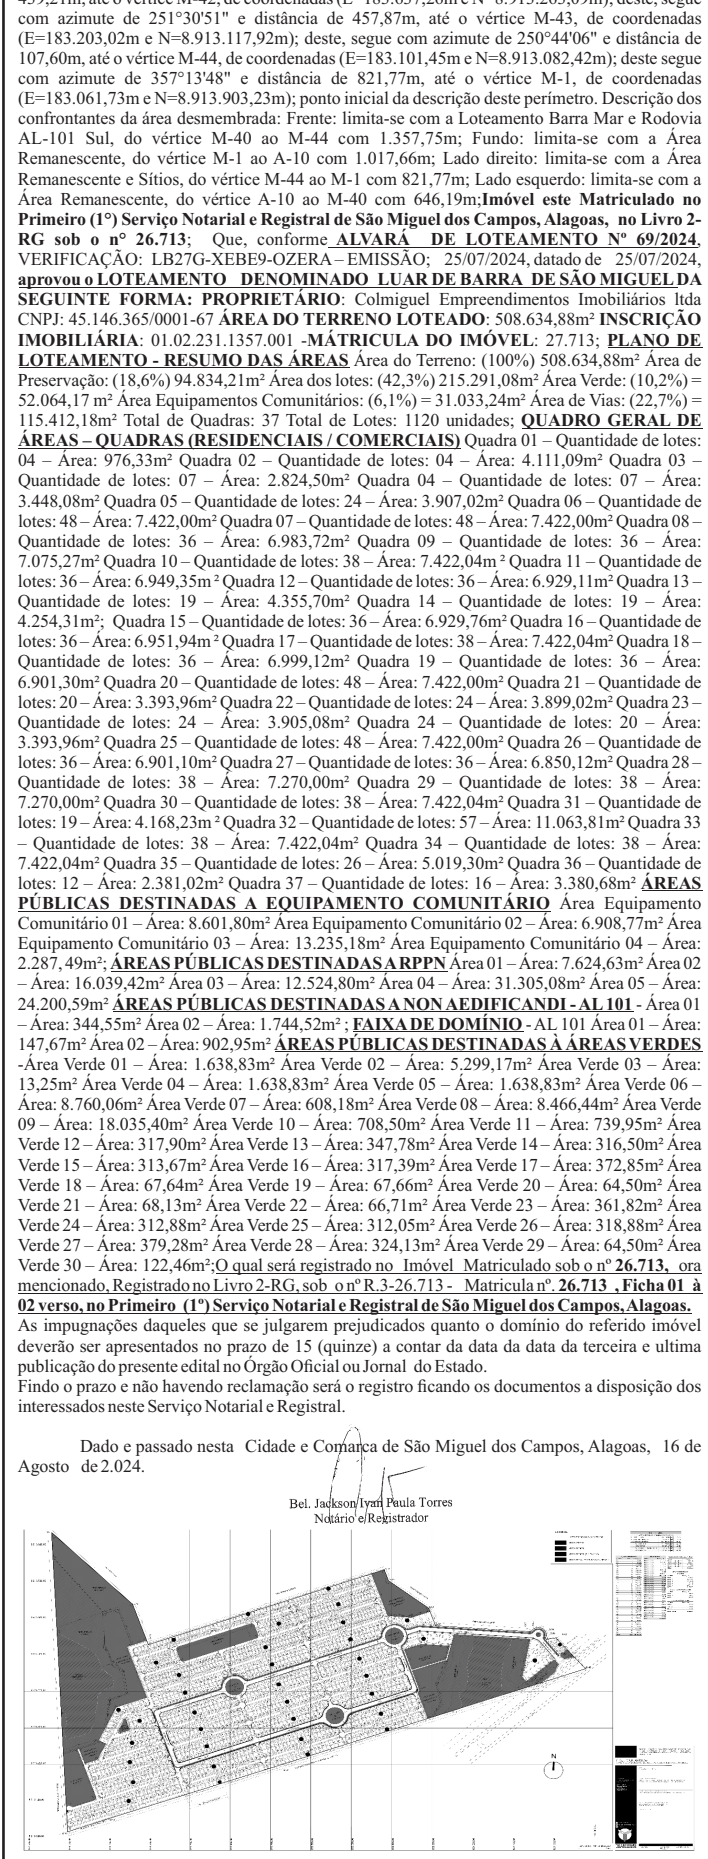 com azimute de 251°30'51" e distância de 457,87m, até o vértice M-43, de coordenadas
(E=183.203,02m e N=8.913.117,92m); deste, segue com azimute de 250°44'06" e distância de
107,60m, até o vértice M-44, de coordenadas (E=183.101,45m e N=8.913.082,42m); deste segue
com azimute de 357°13'48" e distância de 821,77m, até o vértice M-1, de coordenadas
(E=183.061,73m e N=8.913.903,23m); ponto inicial da descrição deste perímetro. Descrição dos
confrontantes da área desmembrada: Frente: limita-se com a Loteamento Barra Mar e Rodovia
AL-101 Sul, do vértice M-40 ao M-44 com 1.357,75m; Fundo: limita-se com a Área
Remanescente, do vértice M-1 ao A-10 com 1.017,66m; Lado direito: limita-se com a Área
Remanescente e Sítios, do vértice M-44 ao M-1 com 821,77m; Lado esquerdo: limita-se com a
Área Remanescente, do vértice A-10 ao M-40 com 646,19m;Imóvel este Matriculado no
Primeiro (1°) Serviço Notarial e Registral de São Miguel dos Campos, Alagoas, no Livro 2-
RG sob o n° 26.713; Que, conforme ALVARÁ DE LOTEAMENTO Nº 69/2024,
VERIFICAÇÃO: LB27G-XEBE9-OZERA – EMISSÃO; 25/07/2024, datado de 25/07/2024,
aprovou o LOTEAMENTO DENOMINADO LUAR DE BARRA DE SÃO MIGUEL DA
SEGUINTE FORMA: PROPRIETÁRIO: Colmiguel Empreendimentos Imobiliários ltda
CNPJ: 45.146.365/0001-67 ÁREA DO TERRENO LOTEADO: 508.634,88m² INSCRIÇÃO
IMOBILIÁRIA: 01.02.231.1357.001 -MÁTRICULA DO IMÓVEL: 27.713; PLANO DE
LOTEAMENTO - RESUMO DAS ÁREAS Área do Terreno: (100%) 508.634,88m² Área de
Preservação: (18,6%) 94.834,21m² Área dos lotes: (42,3%) 215.291,08m² Área Verde: (10,2%) =
52.064,17 m² Área Equipamentos Comunitários: (6,1%) = 31.033,24m² Área de Vias: (22,7%) =
115.412,18m² Total de Quadras: 37 Total de Lotes: 1120 unidades; QUADRO GERAL DE
ÁREAS – QUADRAS (RESIDENCIAIS / COMERCIAIS) Quadra 01 – Quantidade de lotes:
04 – Área: 976,33m² Quadra 02 – Quantidade de lotes: 04 – Área: 4.111,09m² Quadra 03 –
Quantidade de lotes: 07 – Área: 2.824,50m² Quadra 04 – Quantidade de lotes: 07 – Área:
3.448,08m² Quadra 05 – Quantidade de lotes: 24 – Área: 3.907,02m² Quadra 06 – Quantidade de
lotes: 48 – Área: 7.422,00m² Quadra 07 – Quantidade de lotes: 48 – Área: 7.422,00m² Quadra 08 –
Quantidade de lotes: 36 – Área: 6.983,72m² Quadra 09 – Quantidade de lotes: 36 – Área:
7.075,27m² Quadra 10 – Quantidade de lotes: 38 – Área: 7.422,04m² Quadra 11 – Quantidade de
lotes: 36 – Área: 6.949,35m² Quadra 12 – Quantidade de lotes: 36 – Área: 6.929,11m² Quadra 13 –
Quantidade de lotes: 19 – Área: 4.355,70m² Quadra 14 – Quantidade de lotes: 19 – Área:
4.254,31m²; Quadra 15 – Quantidade de lotes: 36 – Área: 6.929,76m² Quadra 16 – Quantidade de
lotes: 36 – Área: 6.951,94m² Quadra 17 – Quantidade de lotes: 38 – Área: 7.422,04m² Quadra 18 –
Quantidade de lotes: 36 – Área: 6.999,12m² Quadra 19 – Quantidade de lotes: 36 – Área:
6.901,30m² Quadra 20 – Quantidade de lotes: 48 – Área: 7.422,00m² Quadra 21 – Quantidade de
lotes: 20 – Área: 3.393,96m² Quadra 22 – Quantidade de lotes: 24 – Área: 3.899,02m² Quadra 23 –
Quantidade de lotes: 24 – Área: 3.905,08m² Quadra 24 – Quantidade de lotes: 20 – Área:
3.393,96m² Quadra 25 – Quantidade de lotes: 48 – Área: 7.422,00m² Quadra 26 – Quantidade de
lotes: 36 – Área: 6.901,10m² Quadra 27 – Quantidade de lotes: 36 – Área: 6.850,12m² Quadra 28 –
Quantidade de lotes: 38 – Área: 7.270,00m² Quadra 29 – Quantidade de lotes: 38 – Área:
7.270,00m² Quadra 30 – Quantidade de lotes: 38 – Área: 7.422,04m² Quadra 31 – Quantidade de
lotes: 19 – Área: 4.168,23m² Quadra 32 – Quantidade de lotes: 57 – Área: 11.063,81m² Quadra 33
– Quantidade de lotes: 38 – Área: 7.422,04m² Quadra 34 – Quantidade de lotes: 38 – Área:
7.422,04m² Quadra 35 – Quantidade de lotes: 26 – Área: 5.019,30m² Quadra 36 – Quantidade de
lotes: 12 – Área: 2.381,02m² Quadra 37 – Quantidade de lotes: 16 – Área: 3.380,68m² ÁREAS
PÚBLICAS DESTINADAS A EQUIPAMENTO COMUNITÁRIO Área Equipamento
Comunitário 01 – Área: 8.601,80m² Área Equipamento Comunitário 02 – Área: 6.908,77m² Área
Equipamento Comunitário 03 – Área: 13.235,18m² Área Equipamento Comunitário 04 – Área:
2.287, 49m²; ÁREAS PÚBLICAS DESTINADAS A RPPN Área 01 – Área: 7.624,63m² Área 02
– Área: 16.039,42m² Área 03 – Área: 12.524,80m² Área 04 – Área: 31.305,08m² Área 05 – Área:
24.200,59m² ÁREAS PÚBLICAS DESTINADAS A NON AEDIFICANDI - AL 101 - Área 01
– Área: 344,55m² Área 02 – Área: 1.744,52m² ; FAIXA DE DOMÍNIO - AL 101 Área 01 – Área:
147,67m² Área 02 – Área: 902,95m² ÁREAS PÚBLICAS DESTINADAS À ÁREAS VERDES
-Área Verde 01 – Área: 1.638,83m² Área Verde 02 – Área: 5.299,17m² Área Verde 03 – Área:
13,25m² Área Verde 04 – Área: 1.638,83m² Área Verde 05 – Área: 1.638,83m² Área Verde 06 –
Área: 8.760,06m² Área Verde 07 – Área: 608,18m² Área Verde 08 – Área: 8.466,44m² Área Verde
09 – Área: 18.035,40m² Área Verde 10 – Área: 708,50m² Área Verde 11 – Área: 739,95m² Área
Verde 12 – Área: 317,90m² Área Verde 13 – Área: 347,78m² Área Verde 14 – Área: 316,50m² Área
Verde 15 – Área: 313,67m² Área Verde 16 – Área: 317,39m² Área Verde 17 – Área: 372,85m² Área
Verde 18 – Área: 67,64m² Área Verde 19 – Área: 67,66m² Área Verde 20 – Área: 64,50m² Área
Verde 21 – Área: 68,13m² Área Verde 22 – Área: 66,71m² Área Verde 23 – Área: 361,82m² Área
Verde 24 – Área: 312,88m² Área Verde 25 – Área: 312,05m² Área Verde 26 – Área: 318,88m² Área
Verde 27 – Área: 379,28m² Área Verde 28 – Área: 324,13m² Área Verde 29 – Área: 64,50m² Área
Verde 30 – Área: 122,46m²;O qual será registrado no Imóvel Matriculado sob o nº 26.713, ora
mencionado, Registrado no Livro 2-RG, sob o nº R.3-26.713 - Matricula nº. 26.713 , Ficha 01 à
02 verso, no Primeiro (1º) Serviço Notarial e Registral de São Miguel dos Campos, Alagoas.
As impugnações daqueles que se julgarem prejudicados quanto o domínio do referido imóvel
deverão ser apresentados no prazo de 15 (quinze) a contar da data da data da terceira e ultima
publicação do presente edital no Órgão Oficial ou Jornal do Estado.
Findo o prazo e não havendo reclamação será o registro ficando os documentos a disposição dos
interessados neste Serviço Notarial e Registral.
Dado e passado nesta Cidade e Comarca de São Miguel dos Campos, Alagoas, 16 de
Agosto de 2.024.
Bel. Jackson Ivan Paula Torres
Notário e Registrador
N